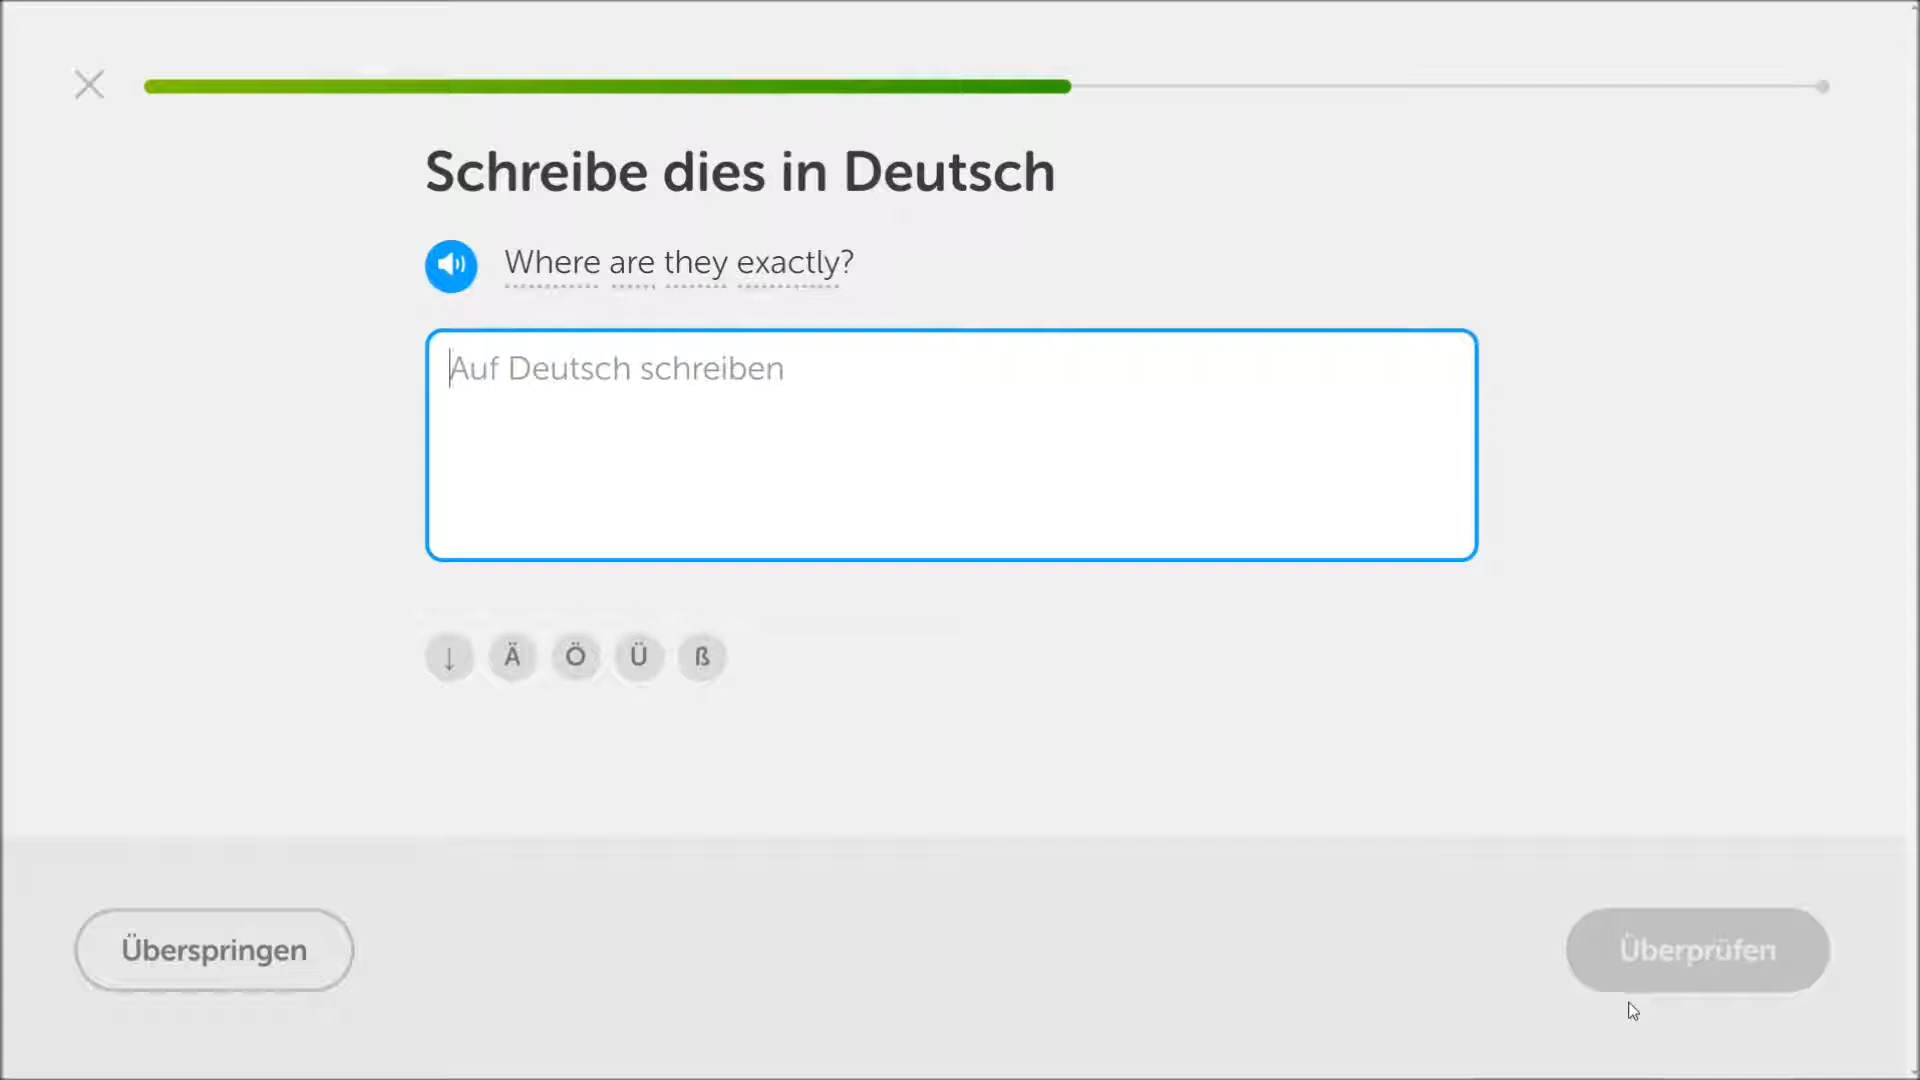 Schreibe dies in Deutsch
Where are they exactly?
Auf Deutsch schreiben
↓ Ä Ö Ü ß
Überspringen
Überprüfen